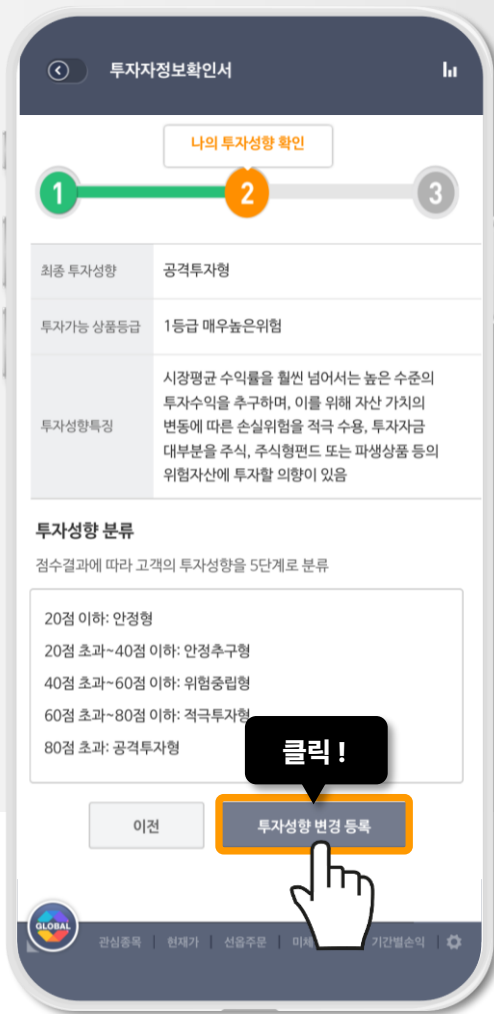 투자자정보확인서
나의 투자성향 확인
1
2
3
최종 투자성향
공격투자형
투자가능 상품등급
1등급 매우높은위험
투자성향특징
시장평균 수익률을 훨씬 넘어서는 높은 수준의
투자수익을 추구하며, 이를 위해 자산 가치의
변동에 따른 손실위험을 적극 수용, 투자자금
대부분을 주식, 주식형펀드 또는 파생상품 등의
위험자산에 투자할 의향이 있음
투자성향 분류
점수결과에 따라 고객의 투자성향을 5단계로 분류
20점 이하: 안정형
20점 초과~40점 이하: 안정추구형
40점 초과~60점 이하: 위험중립형
60점 초과~80점 이하: 적극투자형
80점 초과: 공격투자형
클릭 !
이전
투자성향 변경 등록
GLOBAL
관심종목 | 현재가 | 선옵주문 | 미체 기간별손익